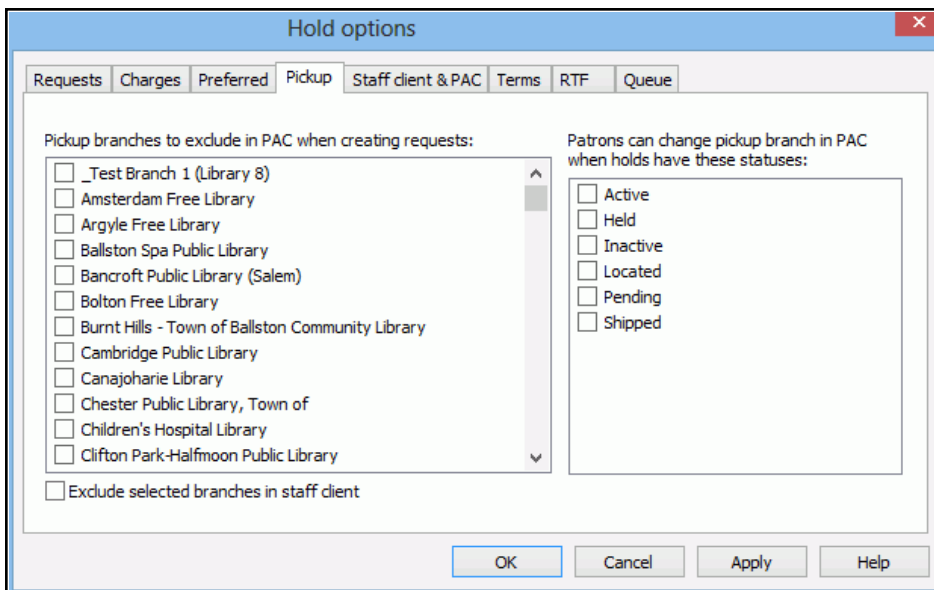 Hold options
Requests Charges Preferred Pickup Staff client & PAC Terms RTF Queue
Pickup branches to exclude in PAC when creating requests:
_Test Branch 1 (Library 8)
Amsterdam Free Library
Argyle Free Library
Ballston Spa Public Library
Bancroft Public Library (Salem)
Bolton Free Library
Burnt Hills - Town of Ballston Community Library
Cambridge Public Library
Canajoharie Library
Chester Public Library, Town of
Children's Hospital Library
Clifton Park-Halfmoon Public Library
Exclude selected branches in staff client
Patrons can change pickup branch in PAC
when holds have these statuses:
Active
Held
Inactive
Located
Pending
Shipped
OK Cancel Apply Help